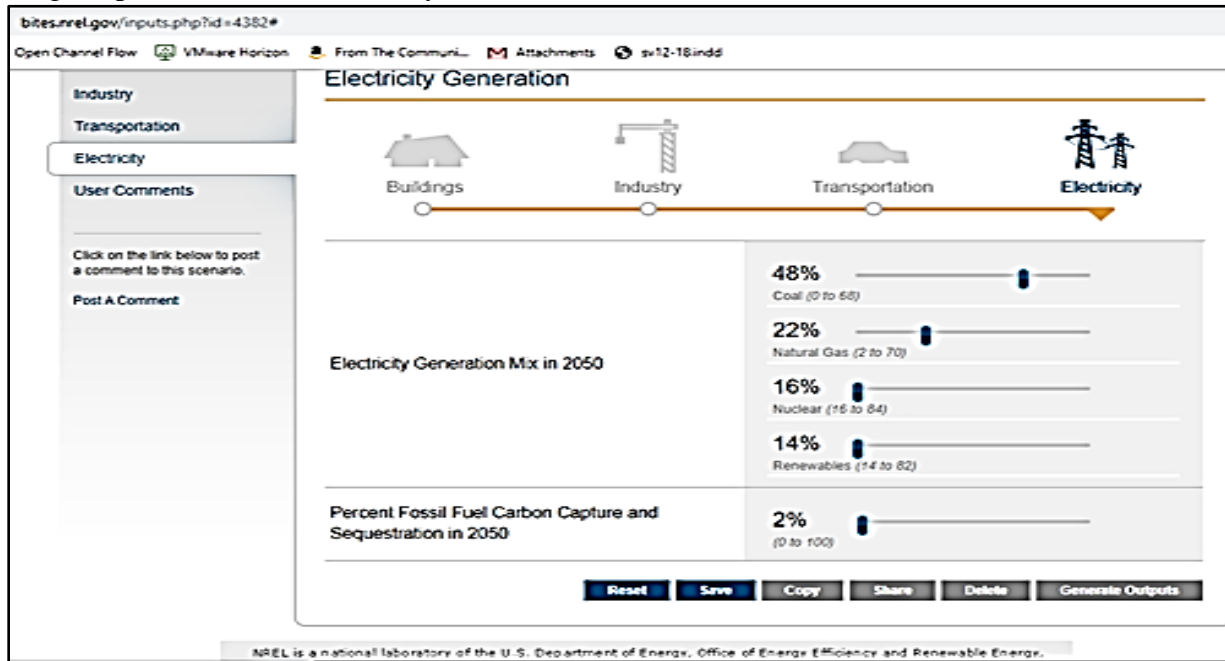 bites.nrel.gov/inputs.php?id=4382#
Open Channel Flow VMware Horizon From The Communi... Attachments sv12-18.indd
Industry
Transportation
Electricity
User Comments
Click on the link below to post
a comment to this scenario.
Post A Comment
Electricity Generation
Buildings Industry Transportation Electricity
Electricity Generation Mix in 2050
48%
Coal (0 to 68)
22%
Natural Gas (2 to 70)
16%
Nuclear (16 to 84)
14%
Renewables (14 to 82)
Percent Fossil Fuel Carbon Capture and
Sequestration in 2050
2%
(0 to 100)
Reset Save Copy Share Delete Generate Outputs
NREL is a national laboratory of the U.S. Department of Energy, Office of Energy Efficiency and Renewable Energy,